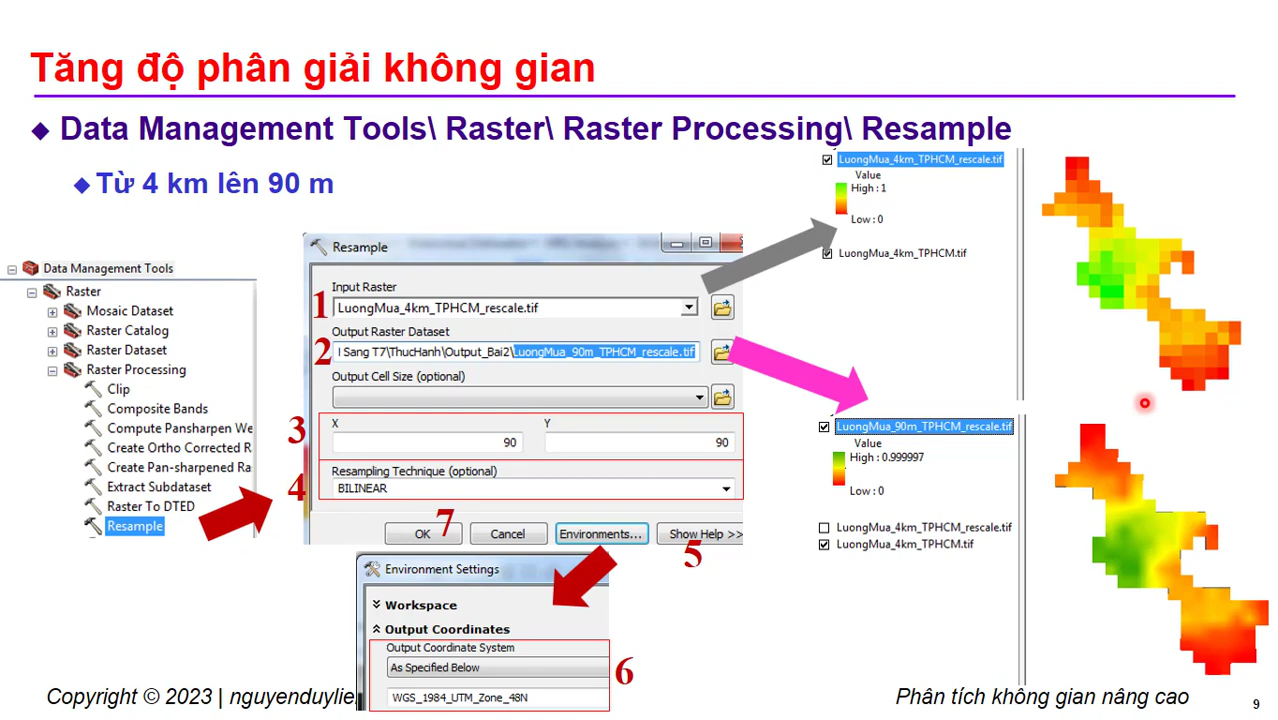 Tăng độ phân giải không gian
Data Management Tools\ Raster\ Raster Processing\ Resample
Từ 4 km lên 90 m
Data Management Tools
Raster
Mosaic Dataset
Raster Catalog
Raster Dataset
Raster Processing
Clip
Composite Bands
Compute Pansharpen We
Create Ortho Corrected R
Create Pan-sharpened Ra
Extract Subdataset
Raster To DTED
Resample
Resample
Input Raster
1
LuongMua_4km_TPHCM_rescale.tif
Output Raster Dataset
2
I Sang T7\ThucHanh\Output_Bai2\LuongMua_90m_TPHCM_rescale.tif
Output Cell Size (optional)
3
X Y
90 90
Resampling Technique (optional)
4
BILINEAR
7
OK Cancel Environments... Show Help >>
5
Environment Settings
Workspace
Output Coordinates
Output Coordinate System
As Specified Below
6
WGS_1984_UTM_Zone_48N
LuongMua_4km_TPHCM_rescale.tif
Value
High : 1
Low : 0
LuongMua_4km_TPHCM.tif
LuongMua_90m_TPHCM_rescale.tif
Value
High : 0.999997
Low : 0
LuongMua_4km_TPHCM_rescale.tif
LuongMua_4km_TPHCM.tif
Copyright © 2023 | nguyenduylie
Phân tích không gian nâng cao
9